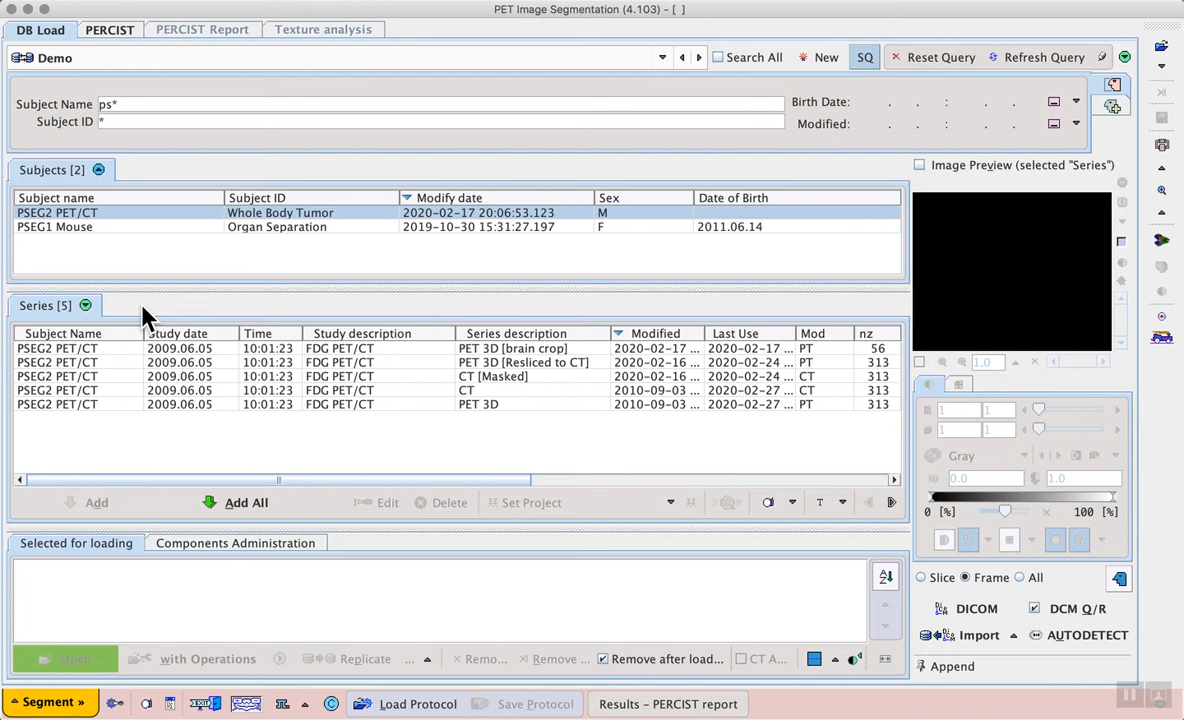 PET Image Segmentation (4.103) - [ ]
DB Load PERCIST PERCIST Report Texture analysis
Demo Search All New SQ Reset Query Refresh Query
Subject Name ps* Birth Date: . . : . .
Subject ID * Modified: . . : . .
Subjects [2] Image Preview (selected "Series")
Subject name Subject ID Modify date Sex Date of Birth
PSEG2 PET/CT Whole Body Tumor 2020-02-17 20:06:53.123 M
PSEG1 Mouse Organ Separation 2019-10-30 15:31:27.197 F 2011.06.14
Series [5]
Subject Name Study date Time Study description Series description Modified Last Use Mod nz
PSEG2 PET/CT 2009.06.05 10:01:23 FDG PET/CT PET 3D [brain crop] 2020-02-17 ... 2020-02-17 ... PT 56
PSEG2 PET/CT 2009.06.05 10:01:23 FDG PET/CT PET 3D [Resliced to CT] 2020-02-16 ... 2020-02-24 ... PT 313
PSEG2 PET/CT 2009.06.05 10:01:23 FDG PET/CT CT [Masked] 2020-02-16 ... 2020-02-24 ... CT 313
PSEG2 PET/CT 2009.06.05 10:01:23 FDG PET/CT CT 2010-09-03 ... 2020-02-27 ... CT 313
PSEG2 PET/CT 2009.06.05 10:01:23 FDG PET/CT PET 3D 2010-09-03 ... 2020-02-27 ... PT 313
1.0
1 1
1 1
Gray
0.0 1.0
0 [%] 100 [%]
Add Add All Edit Delete Set Project T
Selected for loading Components Administration
Slice Frame All
DICOM DCM Q/R
Import AUTODETECT
Append
Open with Operations Replicate ... Remo... Remove ... Remove after load... CT A...
Segment » Load Protocol Save Protocol Results - PERCIST report